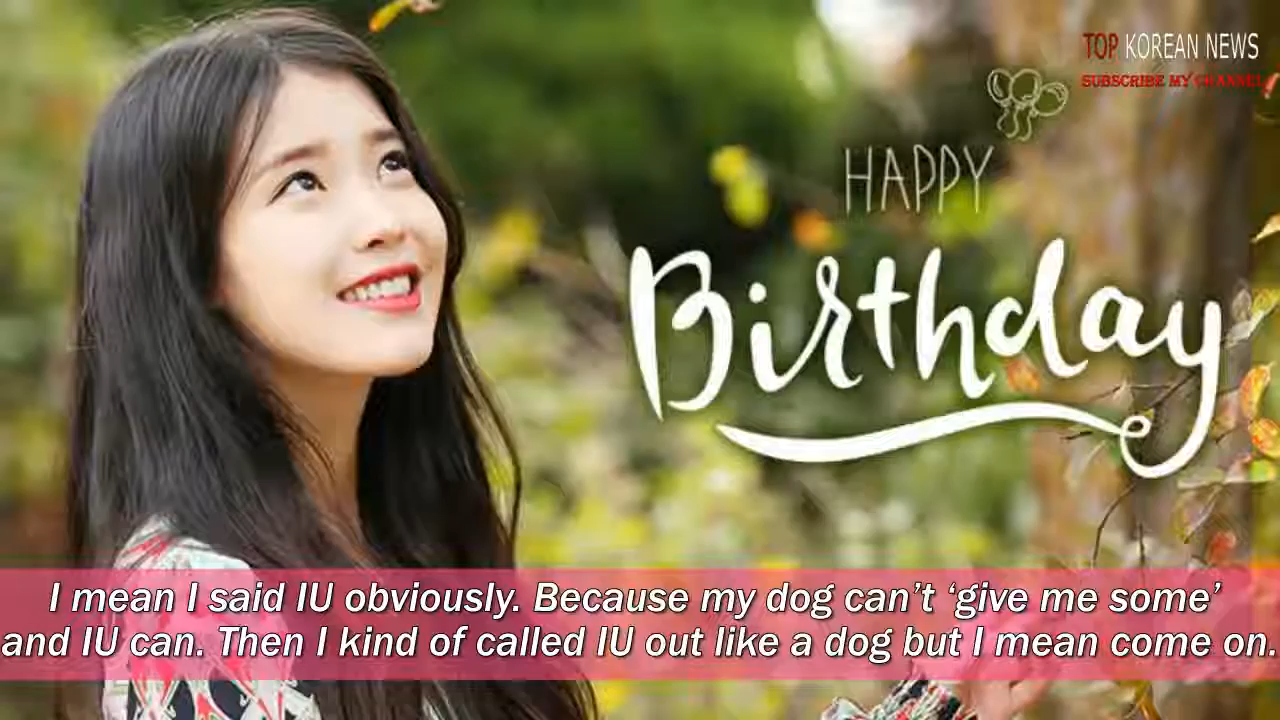 TOP KOREAN NEWS
SUBSCRIBE MY CHANNEL
HAPPY
Birthday
I mean I said IU obviously. Because my dog can’t ‘give me some’
and IU can. Then I kind of called IU out like a dog but I mean come on.